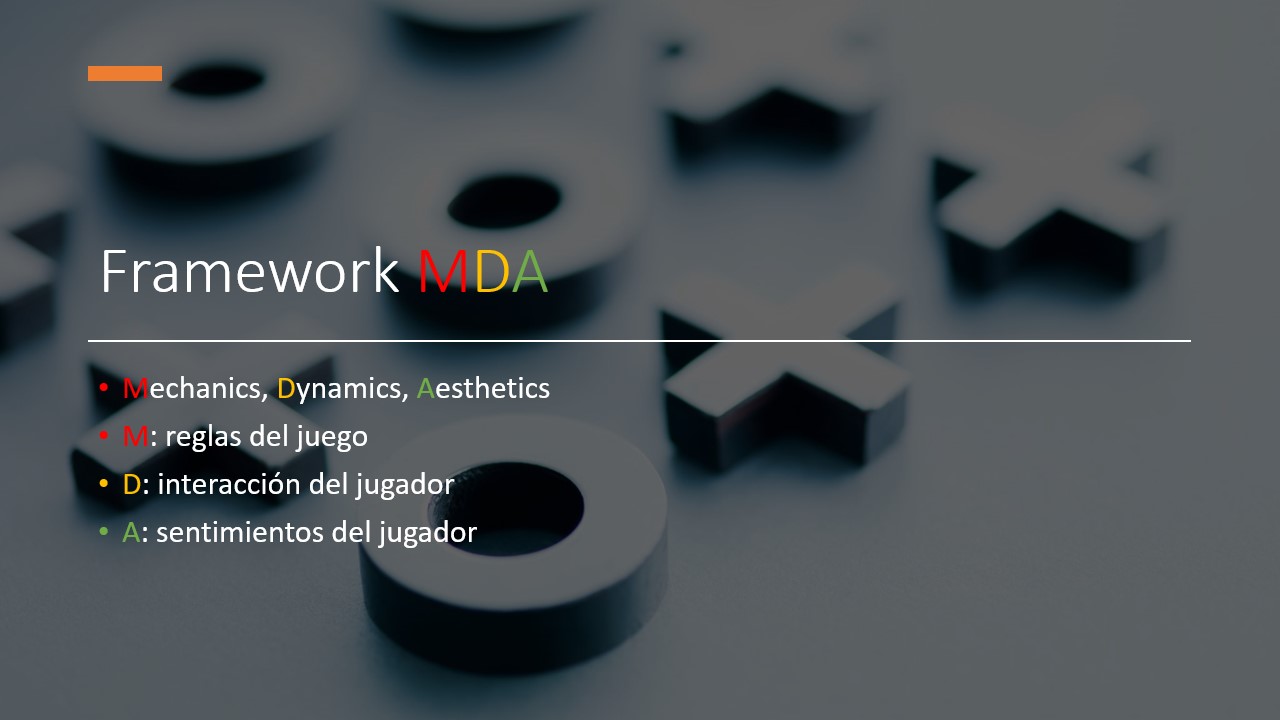 Framework MDA
• Mechanics, Dynamics, Aesthetics
• M: reglas del juego
• D: interacción del jugador
• A: sentimientos del jugador